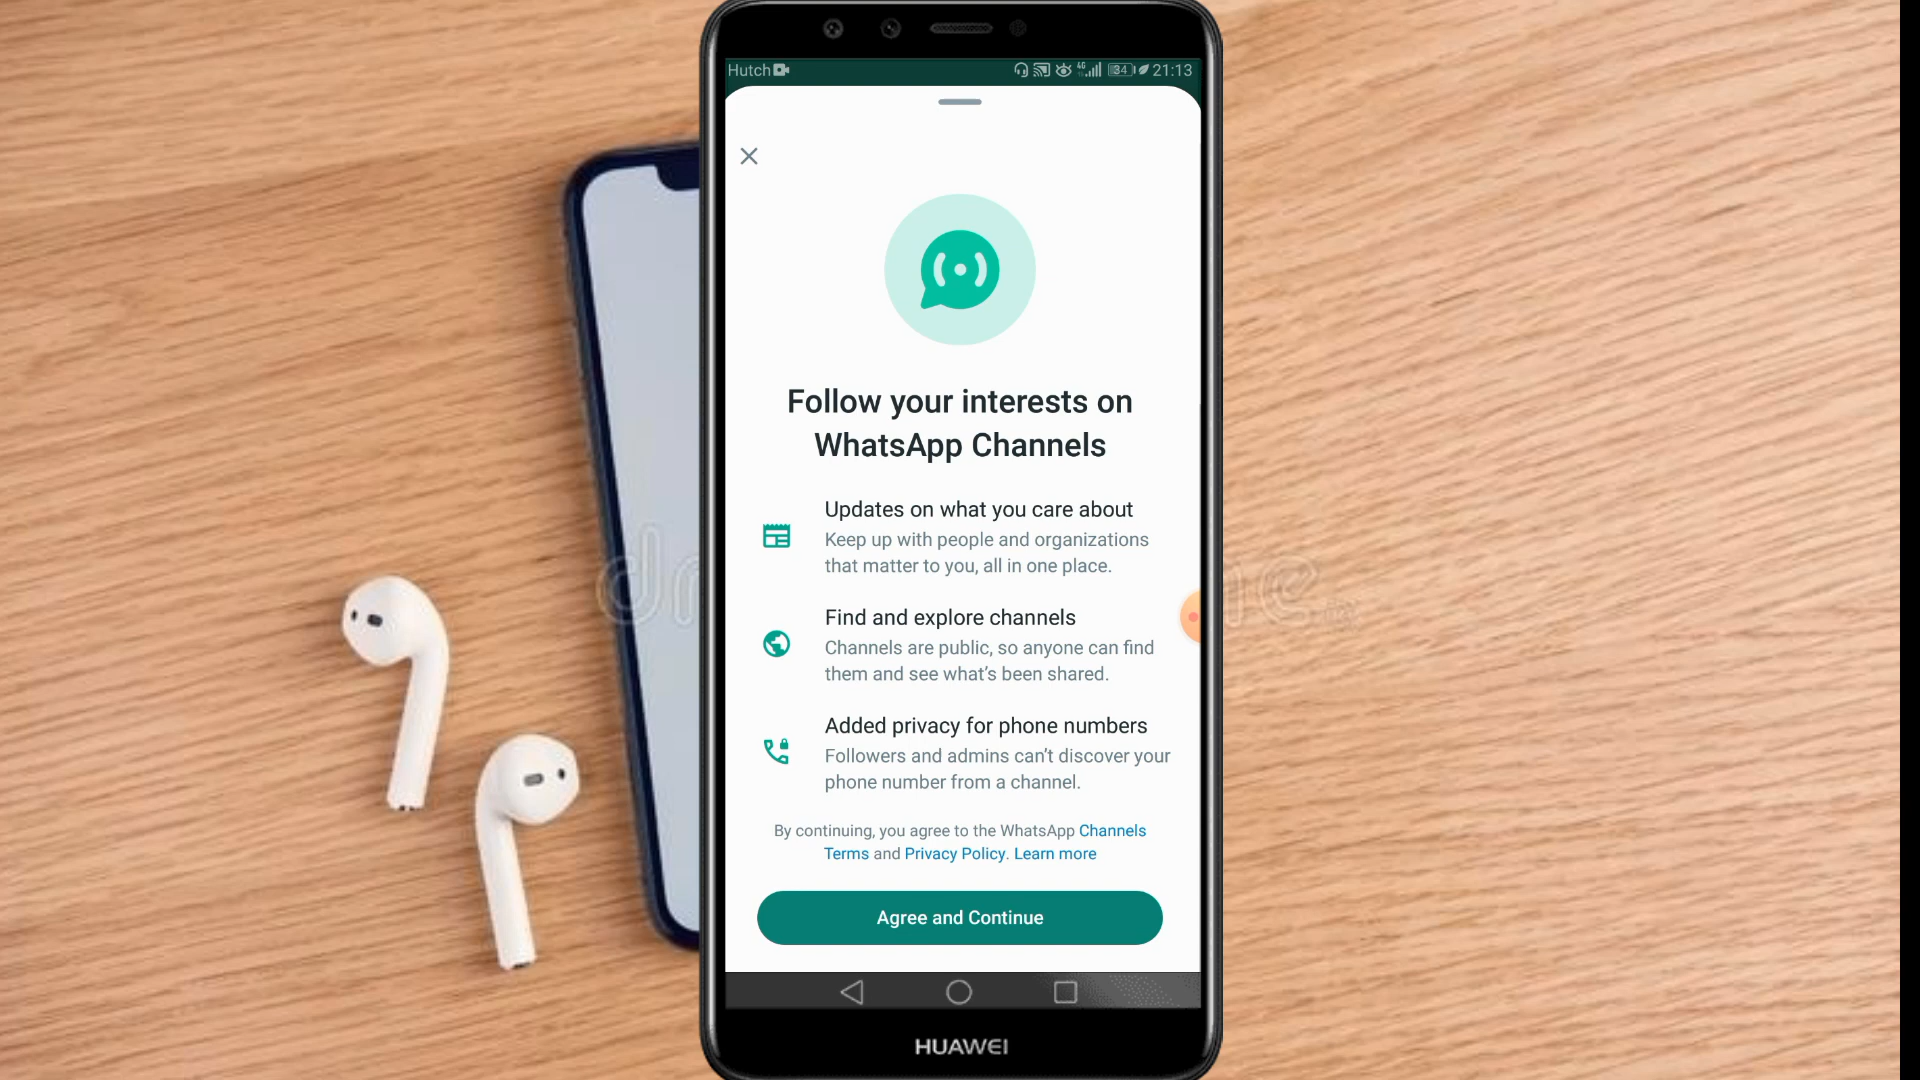 Hutch
4G
34
21:13
Follow your interests on
WhatsApp Channels
Updates on what you care about
Keep up with people and organizations
that matter to you, all in one place.
Find and explore channels
Channels are public, so anyone can find
them and see what’s been shared.
Added privacy for phone numbers
Followers and admins can’t discover your
phone number from a channel.
By continuing, you agree to the WhatsApp Channels
Terms and Privacy Policy. Learn more
Agree and Continue
HUAWEI